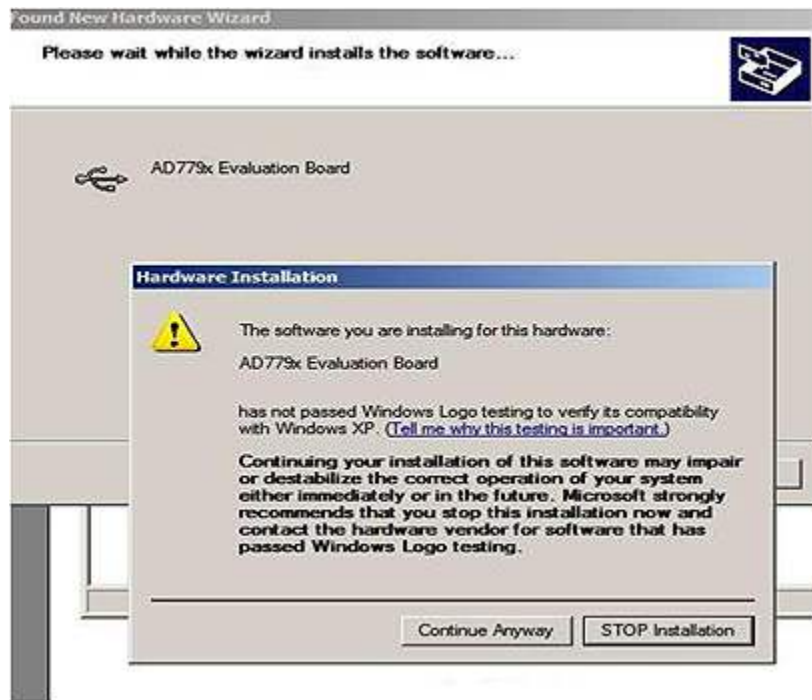 Found New Hardware Wizard
Please wait while the wizard installs the software...
AD779x Evaluation Board
Hardware Installation
The software you are installing for this hardware:
AD779x Evaluation Board
has not passed Windows Logo testing to verify its compatibility
with Windows XP. (Tell me why this testing is important.)
Continuing your installation of this software may impair
or destabilize the correct operation of your system
either immediately or in the future. Microsoft strongly
recommends that you stop this installation now and
contact the hardware vendor for software that has
passed Windows Logo testing.
Continue Anyway
STOP Installation